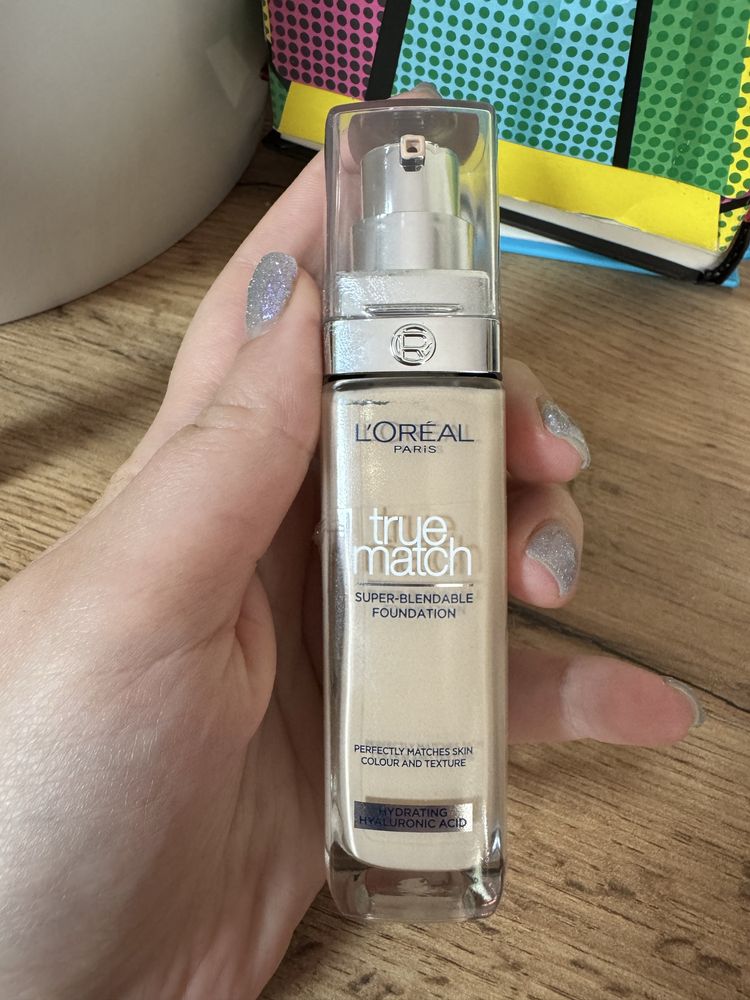 L'ORÉAL
PARIS
true
match
SUPER-BLENDABLE
FOUNDATION
PERFECTLY MATCHES SKIN
COLOUR AND TEXTURE
HYDRATING
HYALURONIC ACID